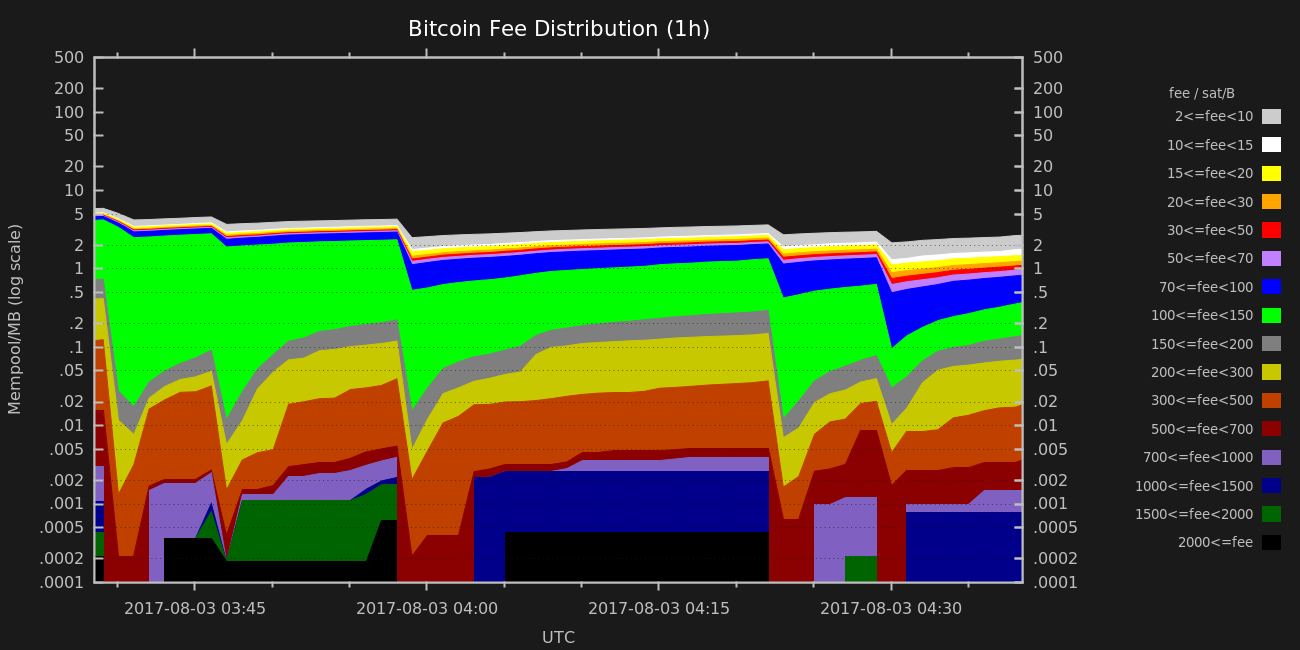 Bitcoin Fee Distribution (1h)
500
200
100
50
20
10
5
2
1
.5
.2
.1
.05
.02
.01
.005
.002
.001
.0005
.0002
.0001
Mempool/MB (log scale)
500
200
100
50
20
10
5
2
1
.5
.2
.1
.05
.02
.01
.005
.002
.001
.0005
.0002
.0001
2017-08-03 03:45
2017-08-03 04:00
2017-08-03 04:15
2017-08-03 04:30
UTC
fee / sat/B
2<=fee<10
10<=fee<15
15<=fee<20
20<=fee<30
30<=fee<50
50<=fee<70
70<=fee<100
100<=fee<150
150<=fee<200
200<=fee<300
300<=fee<500
500<=fee<700
700<=fee<1000
1000<=fee<1500
1500<=fee<2000
2000<=fee